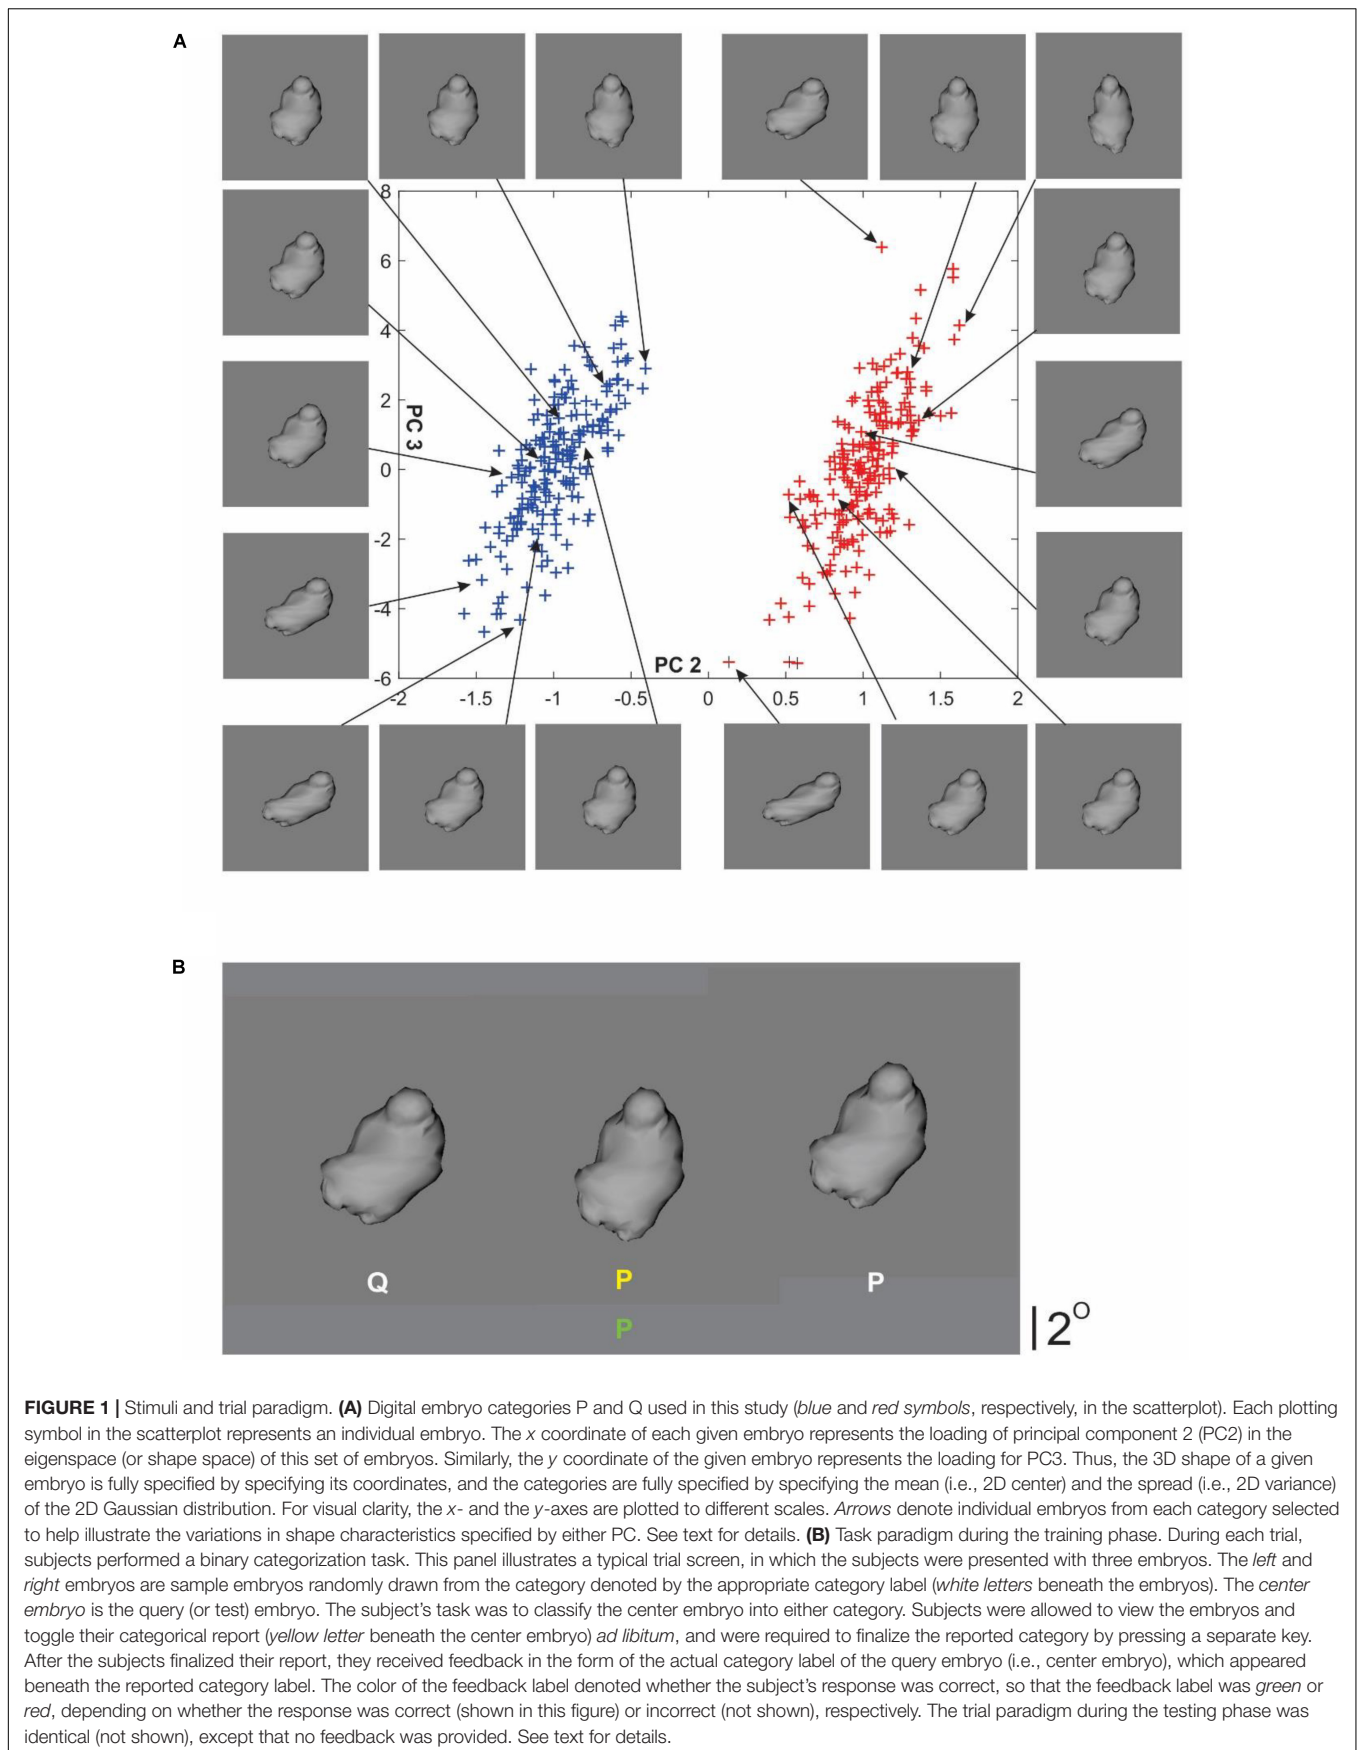 A
8
6
4
2
0
-2
-4
-6
PC 3
PC 2
-2 -1.5 -1 -0.5 0 0.5 1 1.5 2
B
Q P P
P
2°
FIGURE 1 | Stimuli and trial paradigm. (A) Digital embryo categories P and Q used in this study (blue and red symbols, respectively, in the scatterplot). Each plotting
symbol in the scatterplot represents an individual embryo. The x coordinate of each given embryo represents the loading of principal component 2 (PC2) in the
eigenspace (or shape space) of this set of embryos. Similarly, the y coordinate of the given embryo represents the loading for PC3. Thus, the 3D shape of a given
embryo is fully specified by specifying its coordinates, and the categories are fully specified by specifying the mean (i.e., 2D center) and the spread (i.e., 2D variance)
of the 2D Gaussian distribution. For visual clarity, the x- and the y-axes are plotted to different scales. Arrows denote individual embryos from each category selected
to help illustrate the variations in shape characteristics specified by either PC. See text for details. (B) Task paradigm during the training phase. During each trial,
subjects performed a binary categorization task. This panel illustrates a typical trial screen, in which the subjects were presented with three embryos. The left and
right embryos are sample embryos randomly drawn from the category denoted by the appropriate category label (white letters beneath the embryos). The center
embryo is the query (or test) embryo. The subject's task was to classify the center embryo into either category. Subjects were allowed to view the embryos and
toggle their categorical report (yellow letter beneath the center embryo) ad libitum, and were required to finalize the reported category by pressing a separate key.
After the subjects finalized their report, they received feedback in the form of the actual category label of the query embryo (i.e., center embryo), which appeared
beneath the reported category label. The color of the feedback label denoted whether the subject's response was correct, so that the feedback label was green or
red, depending on whether the response was correct (shown in this figure) or incorrect (not shown), respectively. The trial paradigm during the testing phase was
identical (not shown), except that no feedback was provided. See text for details.